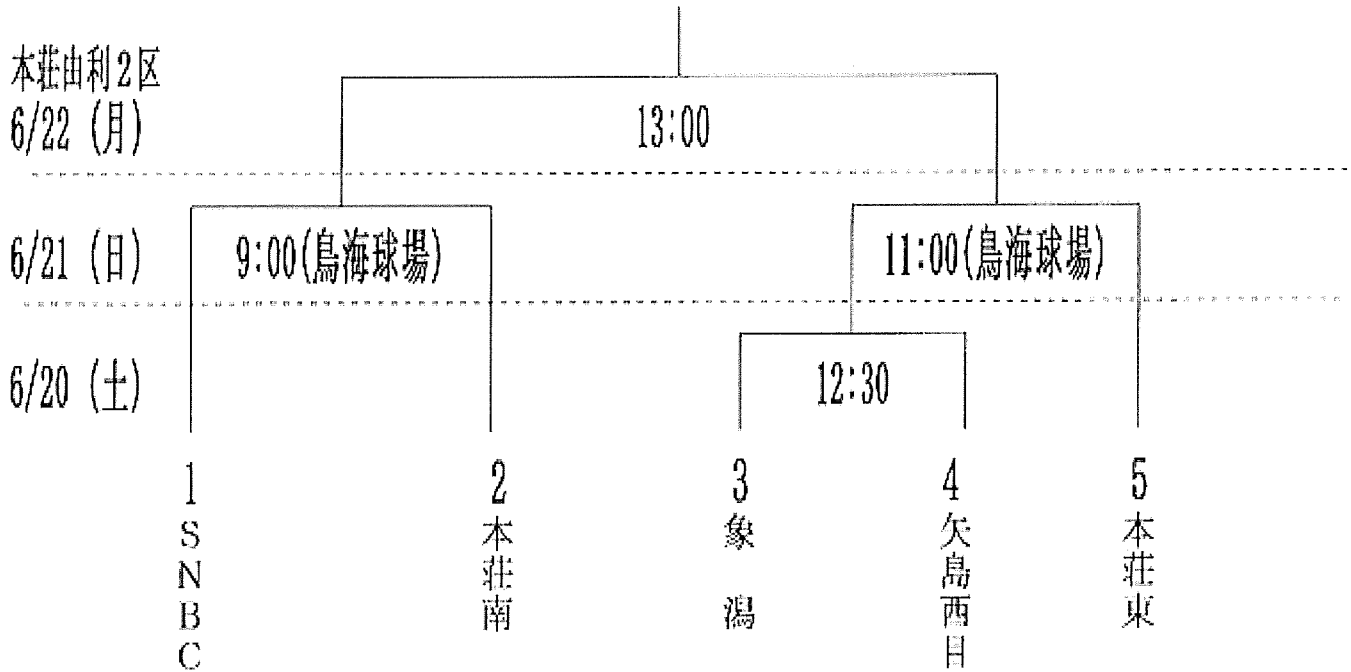 本荘由利2区
6/22 (月)
13:00
6/21 (日)
9:00(鳥海球場)
11:00(鳥海球場)
6/20 (土)
12:30
1
2
3
4
5
SNBC
本荘南
象潟
矢島西目
本荘東